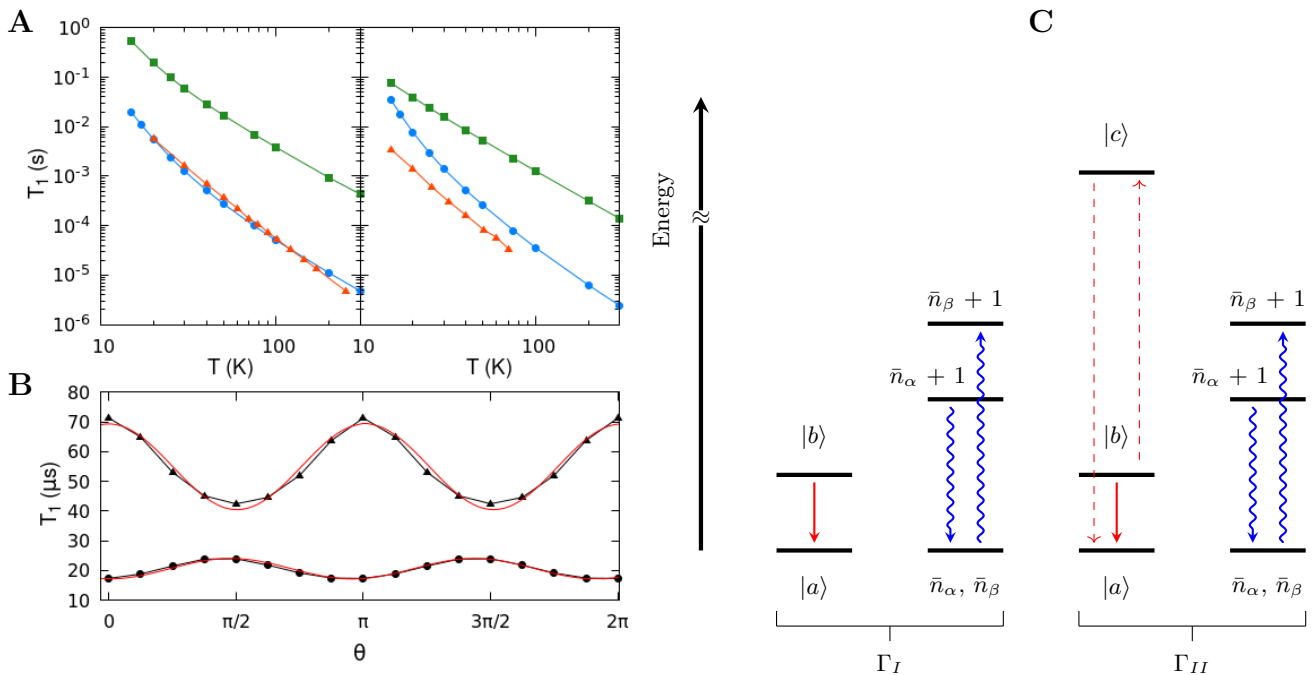 A
10⁰
10⁻¹
10⁻²
10⁻³
10⁻⁴
10⁻⁵
10⁻⁶
T₁ (s)
10 100 10 100
T (K) T (K)
B
80
70
60
50
40
30
20
10
T₁ (μs)
0 π/2 π 3π/2 2π
θ
C
Energy
|c⟩
n̄β + 1 n̄β + 1
n̄α + 1 n̄α + 1
|b⟩ |b⟩
|a⟩ n̄α, n̄β |a⟩ n̄α, n̄β
Γ_I Γ_II